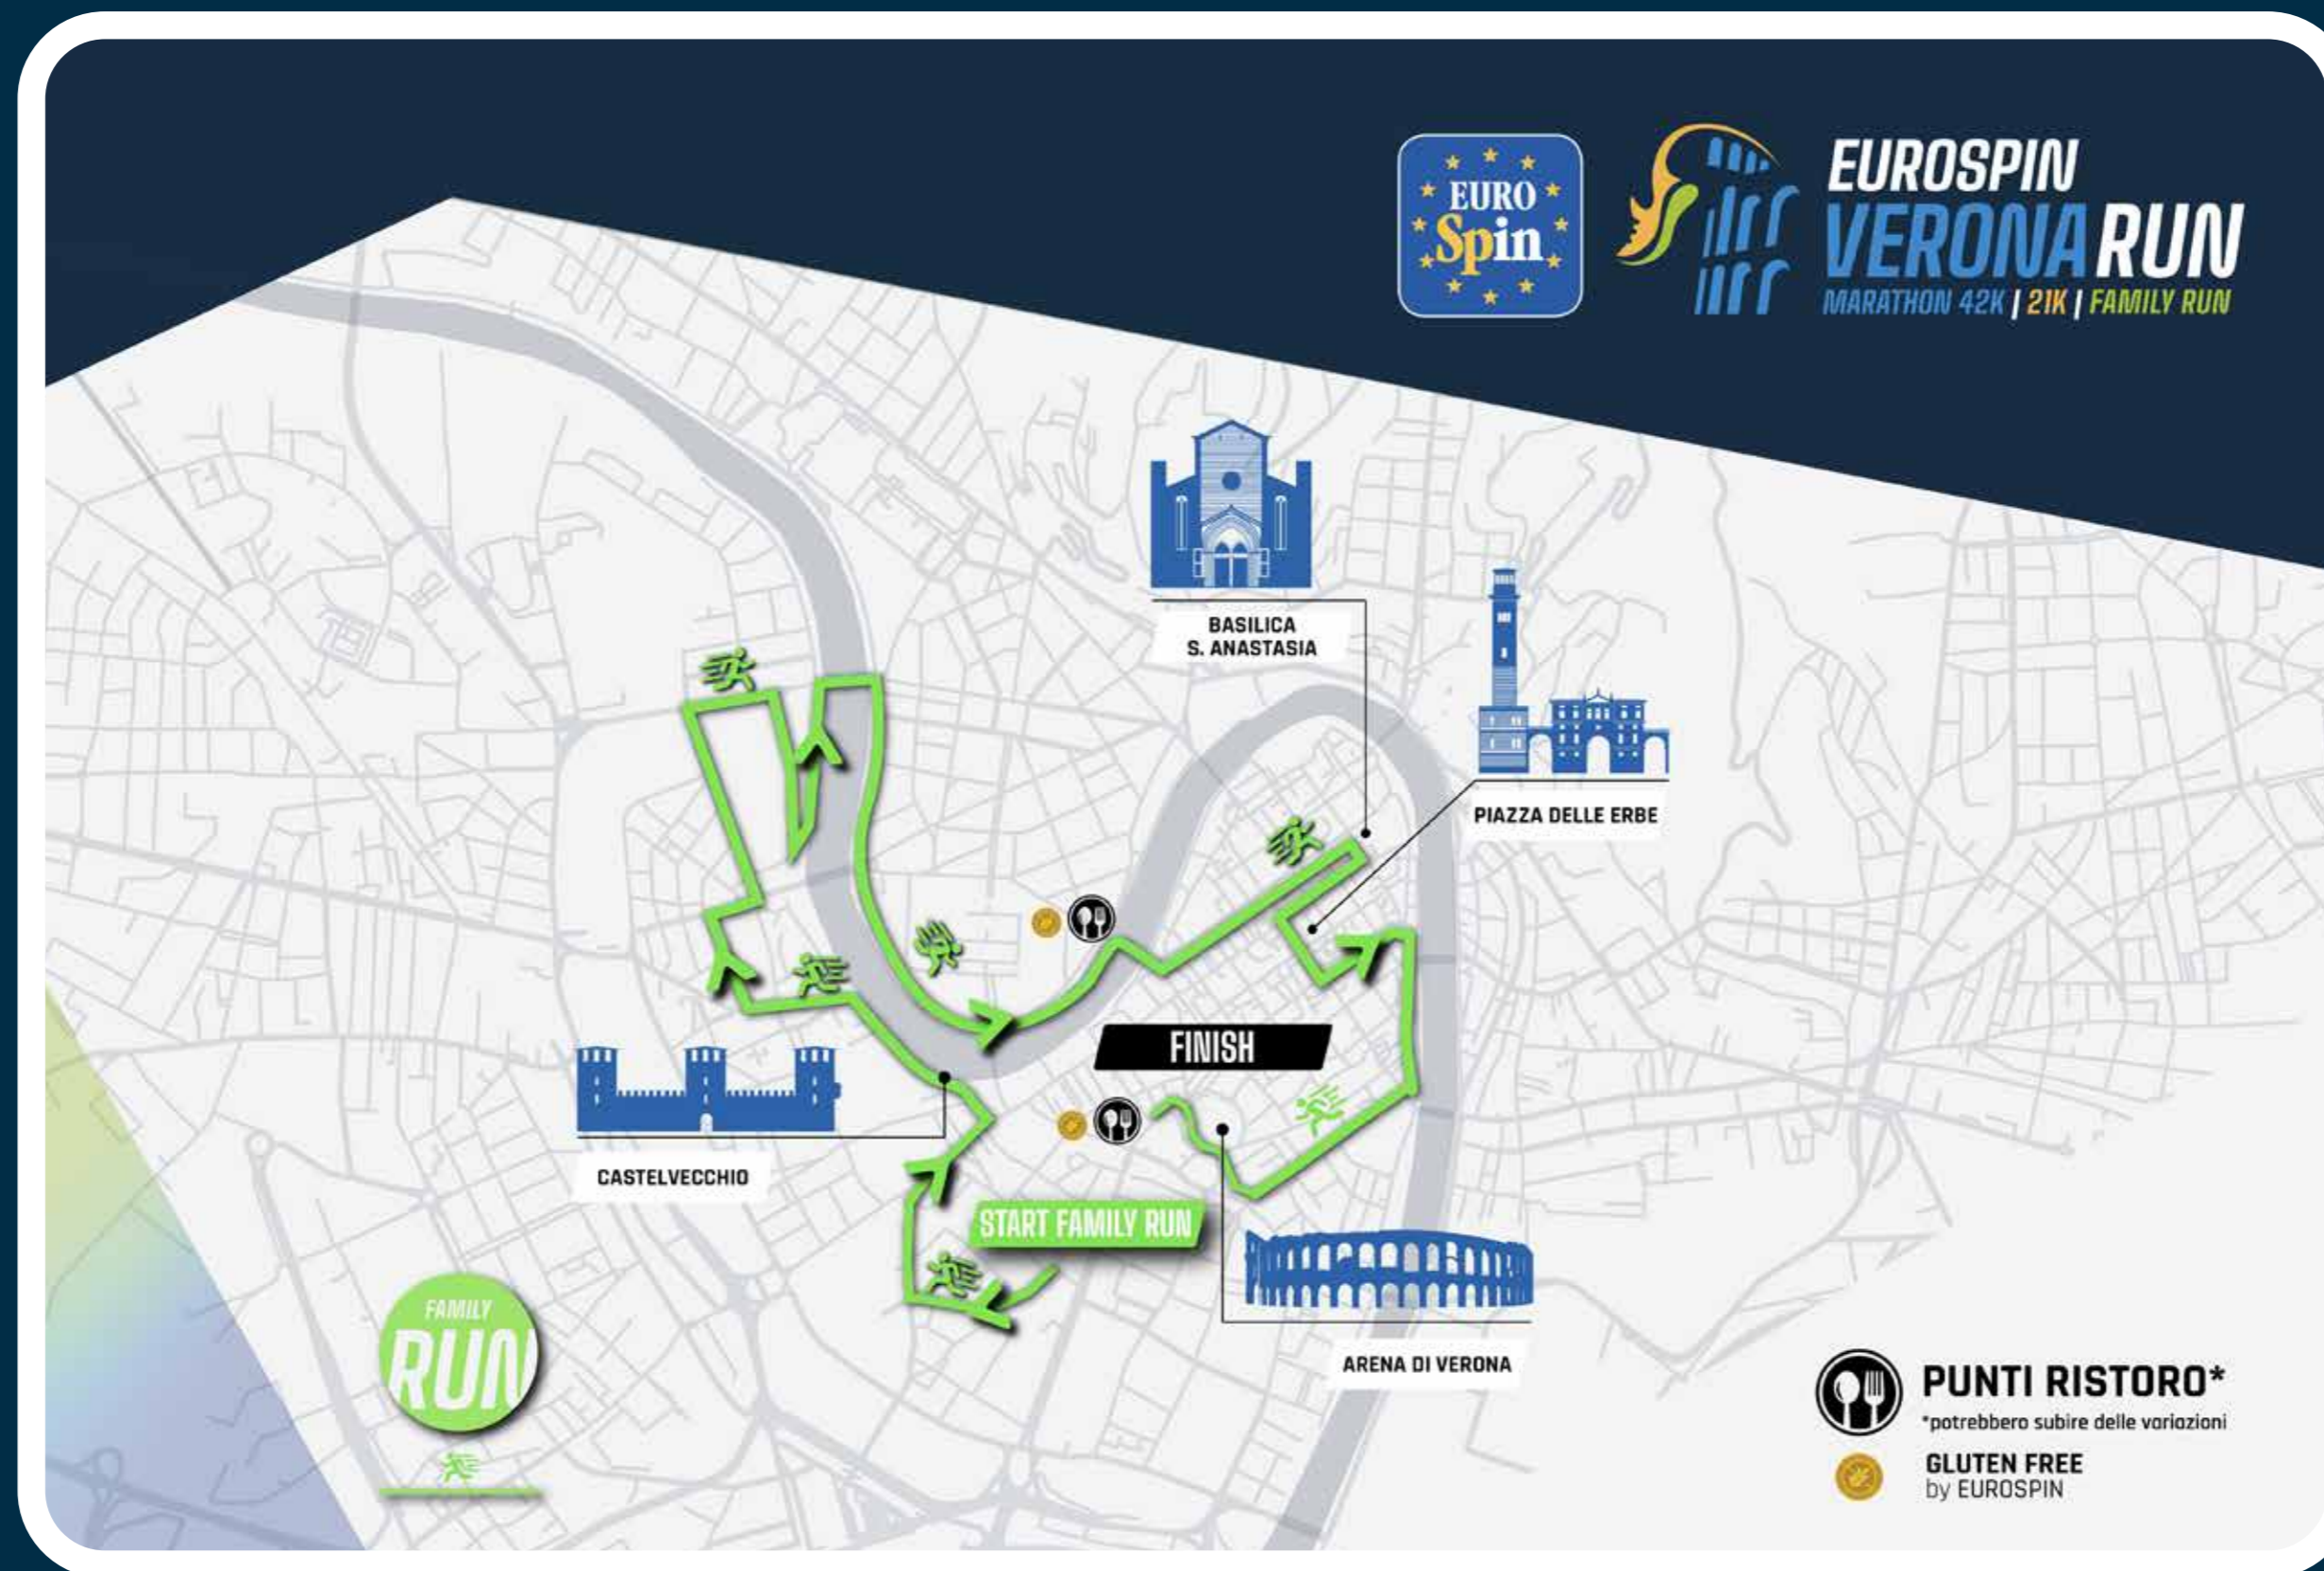 EURO
Spin
EUROSPIN
VERONA RUN
MARATHON 42K | 21K | FAMILY RUN
BASILICA
S. ANASTASIA
PIAZZA DELLE ERBE
FINISH
CASTELVECCHIO
START FAMILY RUN
ARENA DI VERONA
FAMILY
RUN
PUNTI RISTORO*
*potrebbero subire delle variazioni
GLUTEN FREE
by EUROSPIN